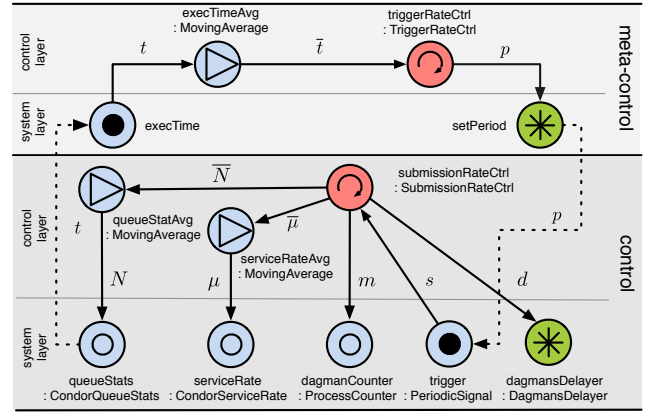 execTimeAvg
: MovingAverage
triggerRateCtrl
: TriggerRateCtrl
control
layer
t
t̄
p
meta-control
system
layer
execTime
setPeriod
N̅
submissionRateCtrl
: SubmissionRateCtrl
control
layer
t
queueStatAvg
: MovingAverage
μ̅
p
serviceRateAvg
: MovingAverage
control
N
μ
m
s
d
system
layer
queueStats
: CondorQueueStats
serviceRate
: CondorServiceRate
dagmanCounter
: ProcessCounter
trigger
: PeriodicSignal
dagmansDelayer
: DagmansDelayer